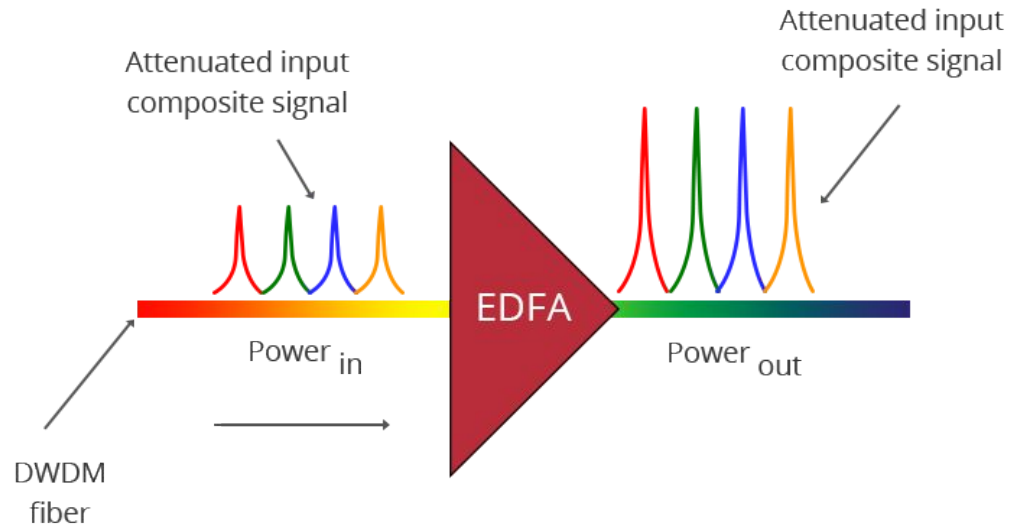 Attenuated input
composite signal
Attenuated input
composite signal
EDFA
Power in
Power out
DWDM
fiber